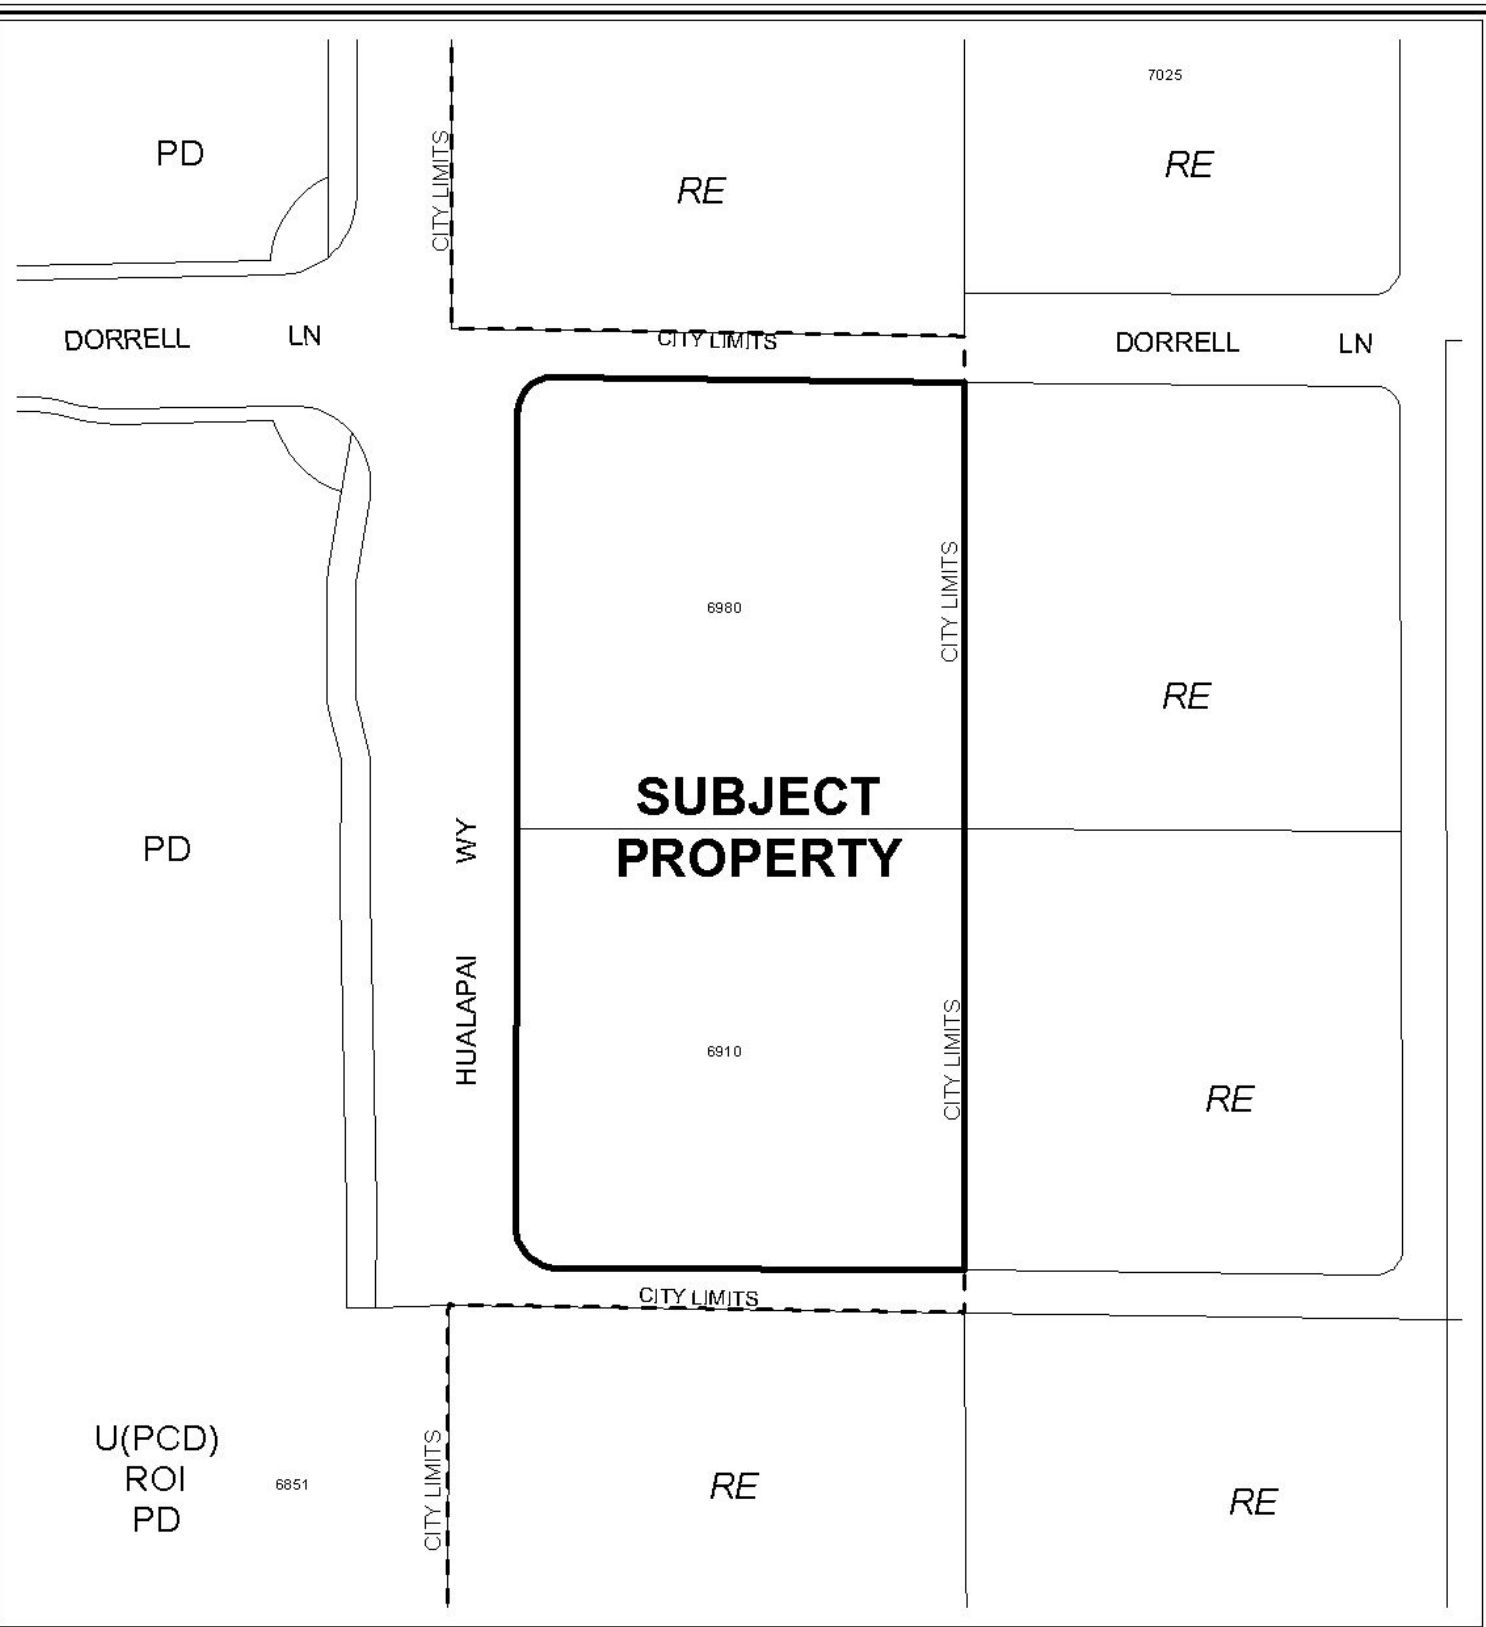 7025
PD
RE
RE
CITY LIMITS
DORRELL LN
CITY LIMITS
DORRELL LN
CITY LIMITS
6980
RE
SUBJECT
PROPERTY
PD
HUALAPAI WY
CITY LIMITS
6910
RE
CITY LIMITS
U(PCD)
ROI
PD
6851
CITY LIMITS
RE
RE